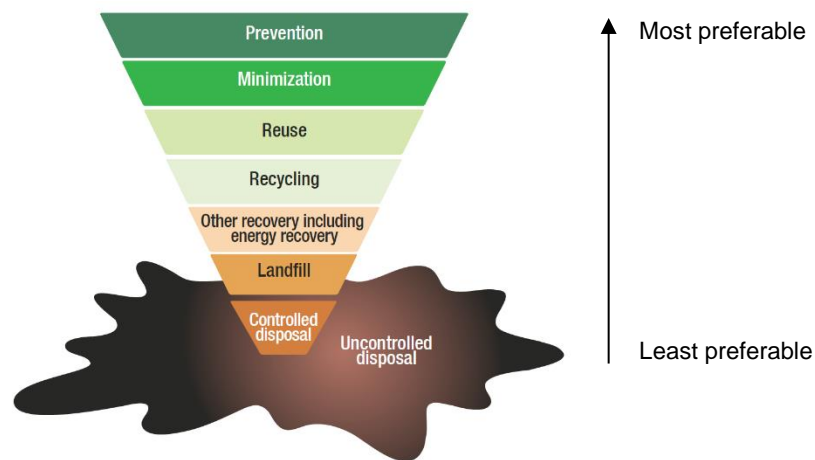 Prevention
Most preferable
Minimization
Reuse
Recycling
Other recovery including
energy recovery
Landfill
Controlled
disposal
Uncontrolled
disposal
Least preferable